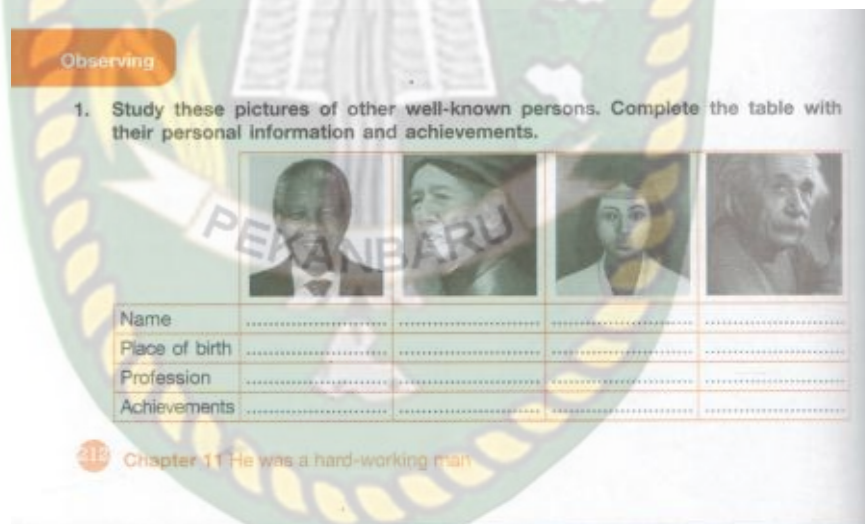 Observing
1. Study these pictures of other well-known persons. Complete the table with
their personal information and achievements.
PEKANBARU
Name ........................ ........................ ........................ ........................
Place of birth ........................ ........................ ........................ ........................
Profession ........................ ........................ ........................ ........................
Achievements ........................ ........................ ........................ ........................
212 Chapter 11 He was a hard-working man